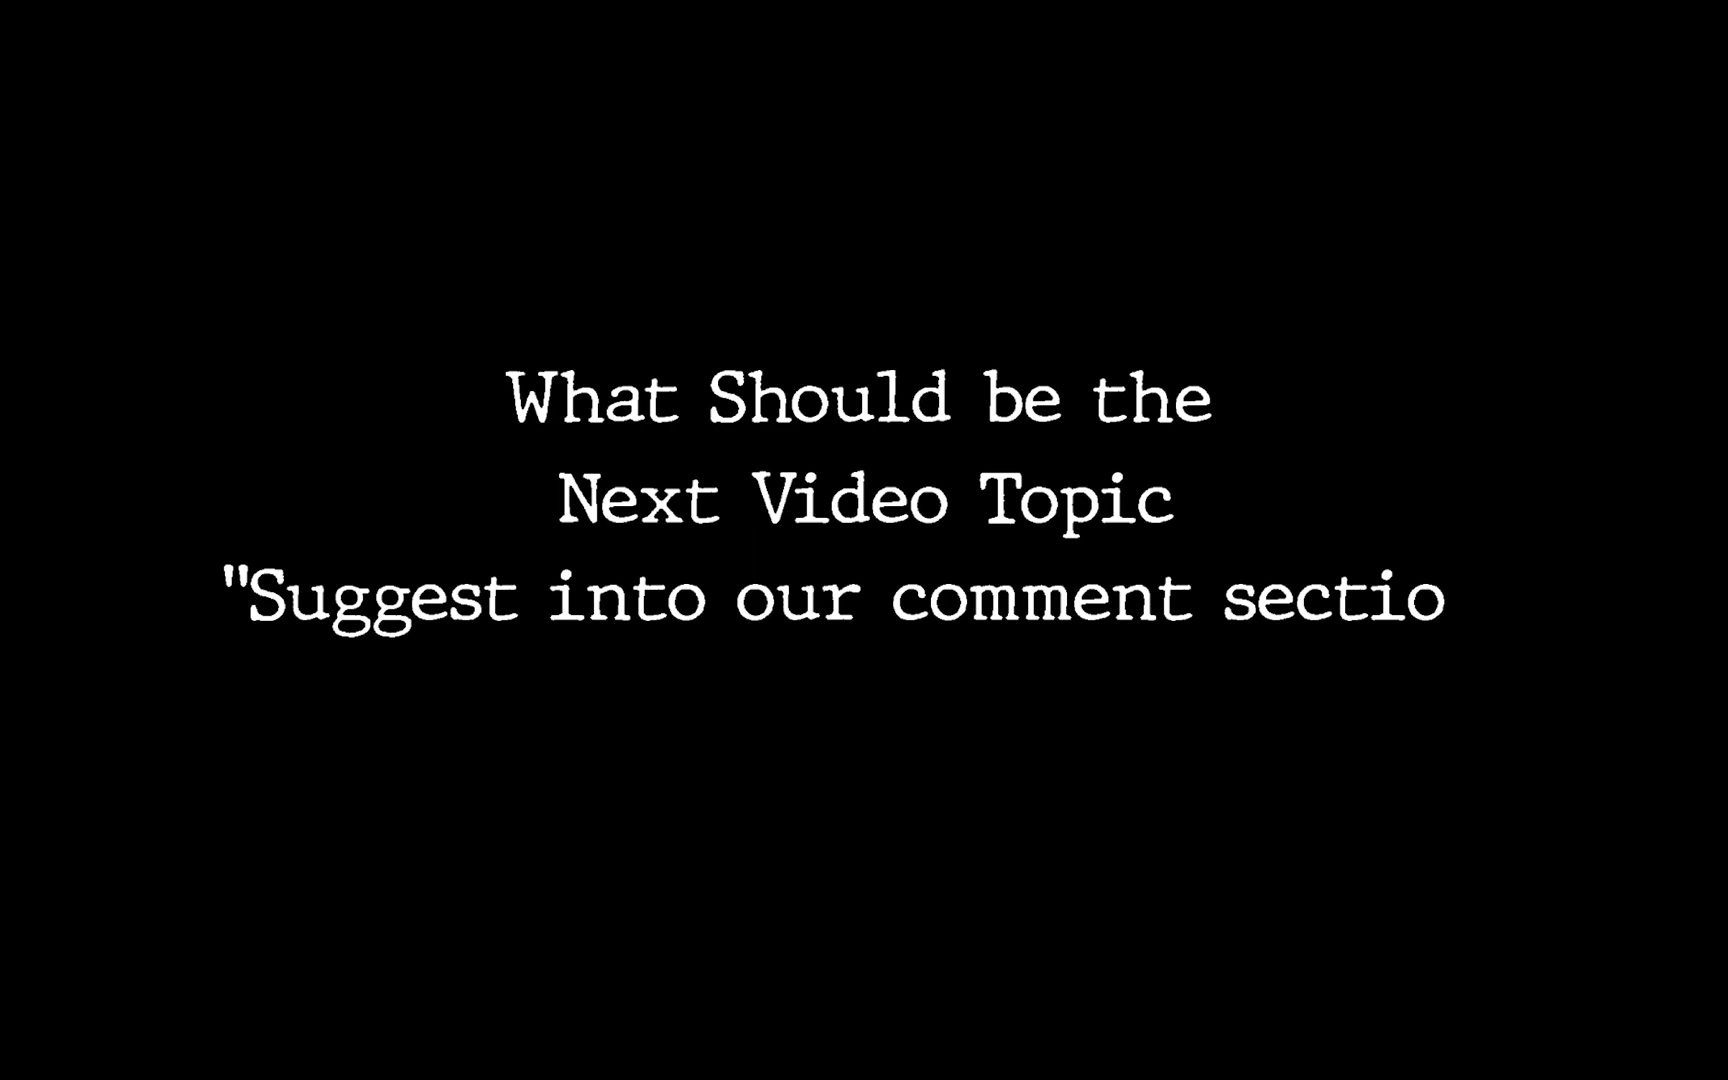 What Should be the
Next Video Topic
"Suggest into our comment sectio